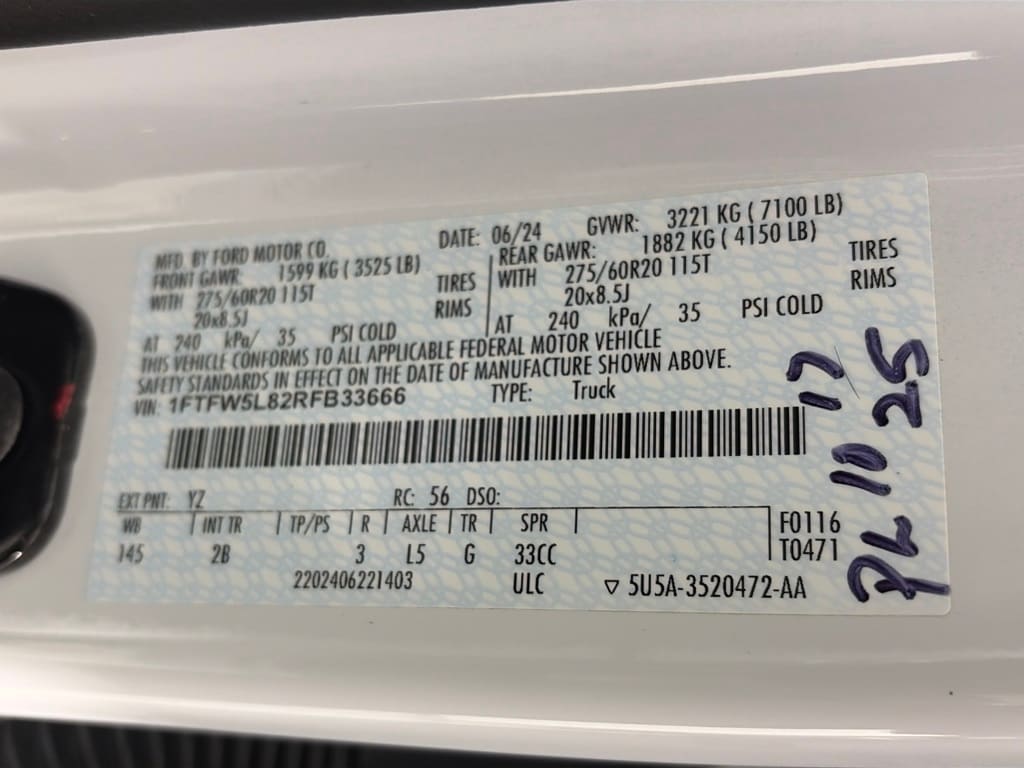 MFD. BY FORD MOTOR CO. DATE: 06/24 GVWR: 3221 KG ( 7100 LB)
FRONT GAWR: 1599 KG ( 3525 LB) REAR GAWR: 1882 KG ( 4150 LB)
WITH 275/60R20 115T TIRES WITH 275/60R20 115T TIRES
20x8.5J RIMS 20x8.5J RIMS
AT 240 kPa/ 35 PSI COLD AT 240 kPa/ 35 PSI COLD
THIS VEHICLE CONFORMS TO ALL APPLICABLE FEDERAL MOTOR VEHICLE
SAFETY STANDARDS IN EFFECT ON THE DATE OF MANUFACTURE SHOWN ABOVE.
VIN: 1FTFW5L82RFB33666 TYPE: Truck
EXT PNT: YZ RC: 56 DSO:
WB INT TR TP/PS R AXLE TR SPR F0116
145 2B 3 L5 G 33CC T0471
2202406221403 ULC ▽ 5U5A-3520472-AA
10 17
25